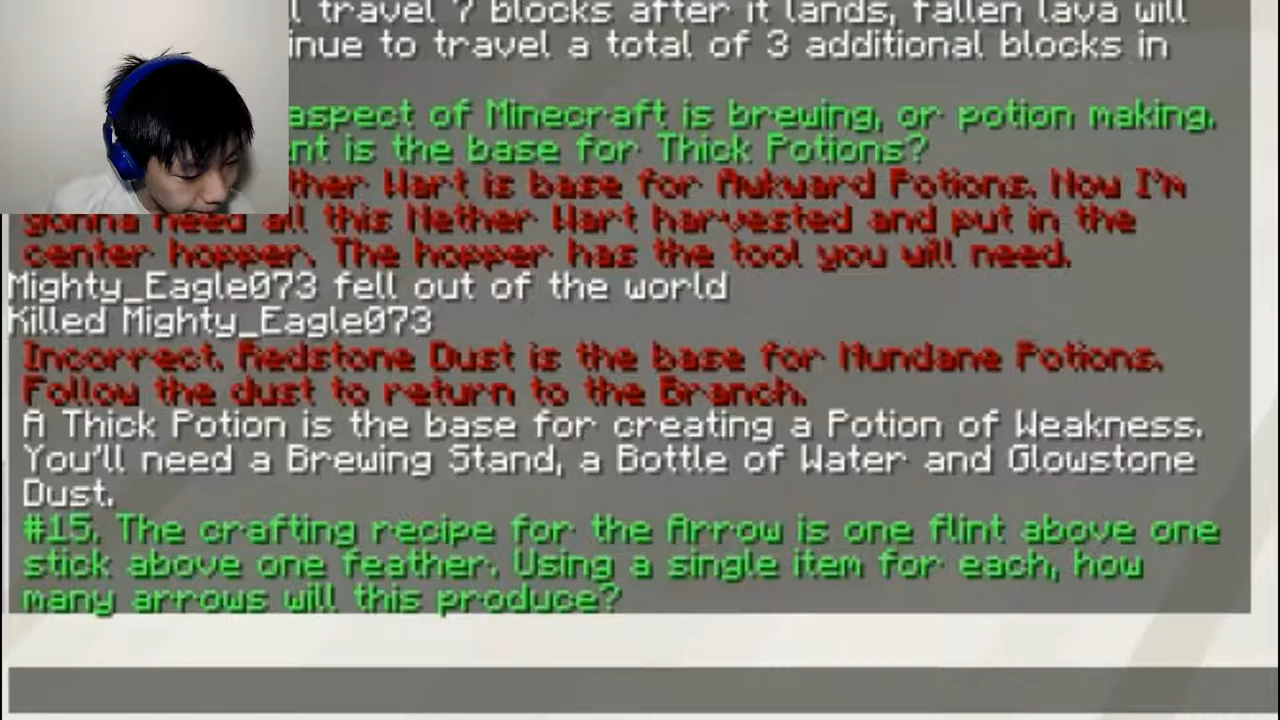 l travel 7 blocks after it lands, fallen lava will
inue to travel a total of 3 additional blocks in
aspect of Minecraft is brewing, or potion making.
nt is the base for Thick Potions?
ther Wart is base for Awkward Potions. Now I'm
gonna need all this Nether Wart harvested and put in the
center hopper. The hopper has the tool you will need.
Mighty_Eagle073 fell out of the world
Killed Mighty_Eagle073
Incorrect. Redstone Dust is the base for Mundane Potions.
Follow the dust to return to the Branch.
A Thick Potion is the base for creating a Potion of Weakness.
You'll need a Brewing Stand, a Bottle of Water and Glowstone
Dust.
#15. The crafting recipe for the Arrow is one flint above one
stick above one feather. Using a single item for each, how
many arrows will this produce?